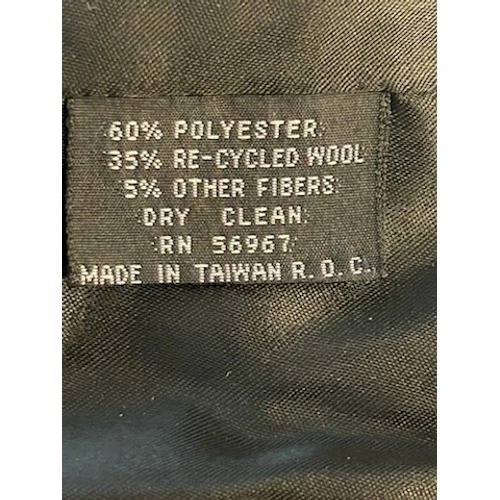 60% POLYESTER
35% RE-CYCLED WOOL
5% OTHER FIBERS
DRY CLEAN
RN 56967
MADE IN TAIWAN R.O.C.